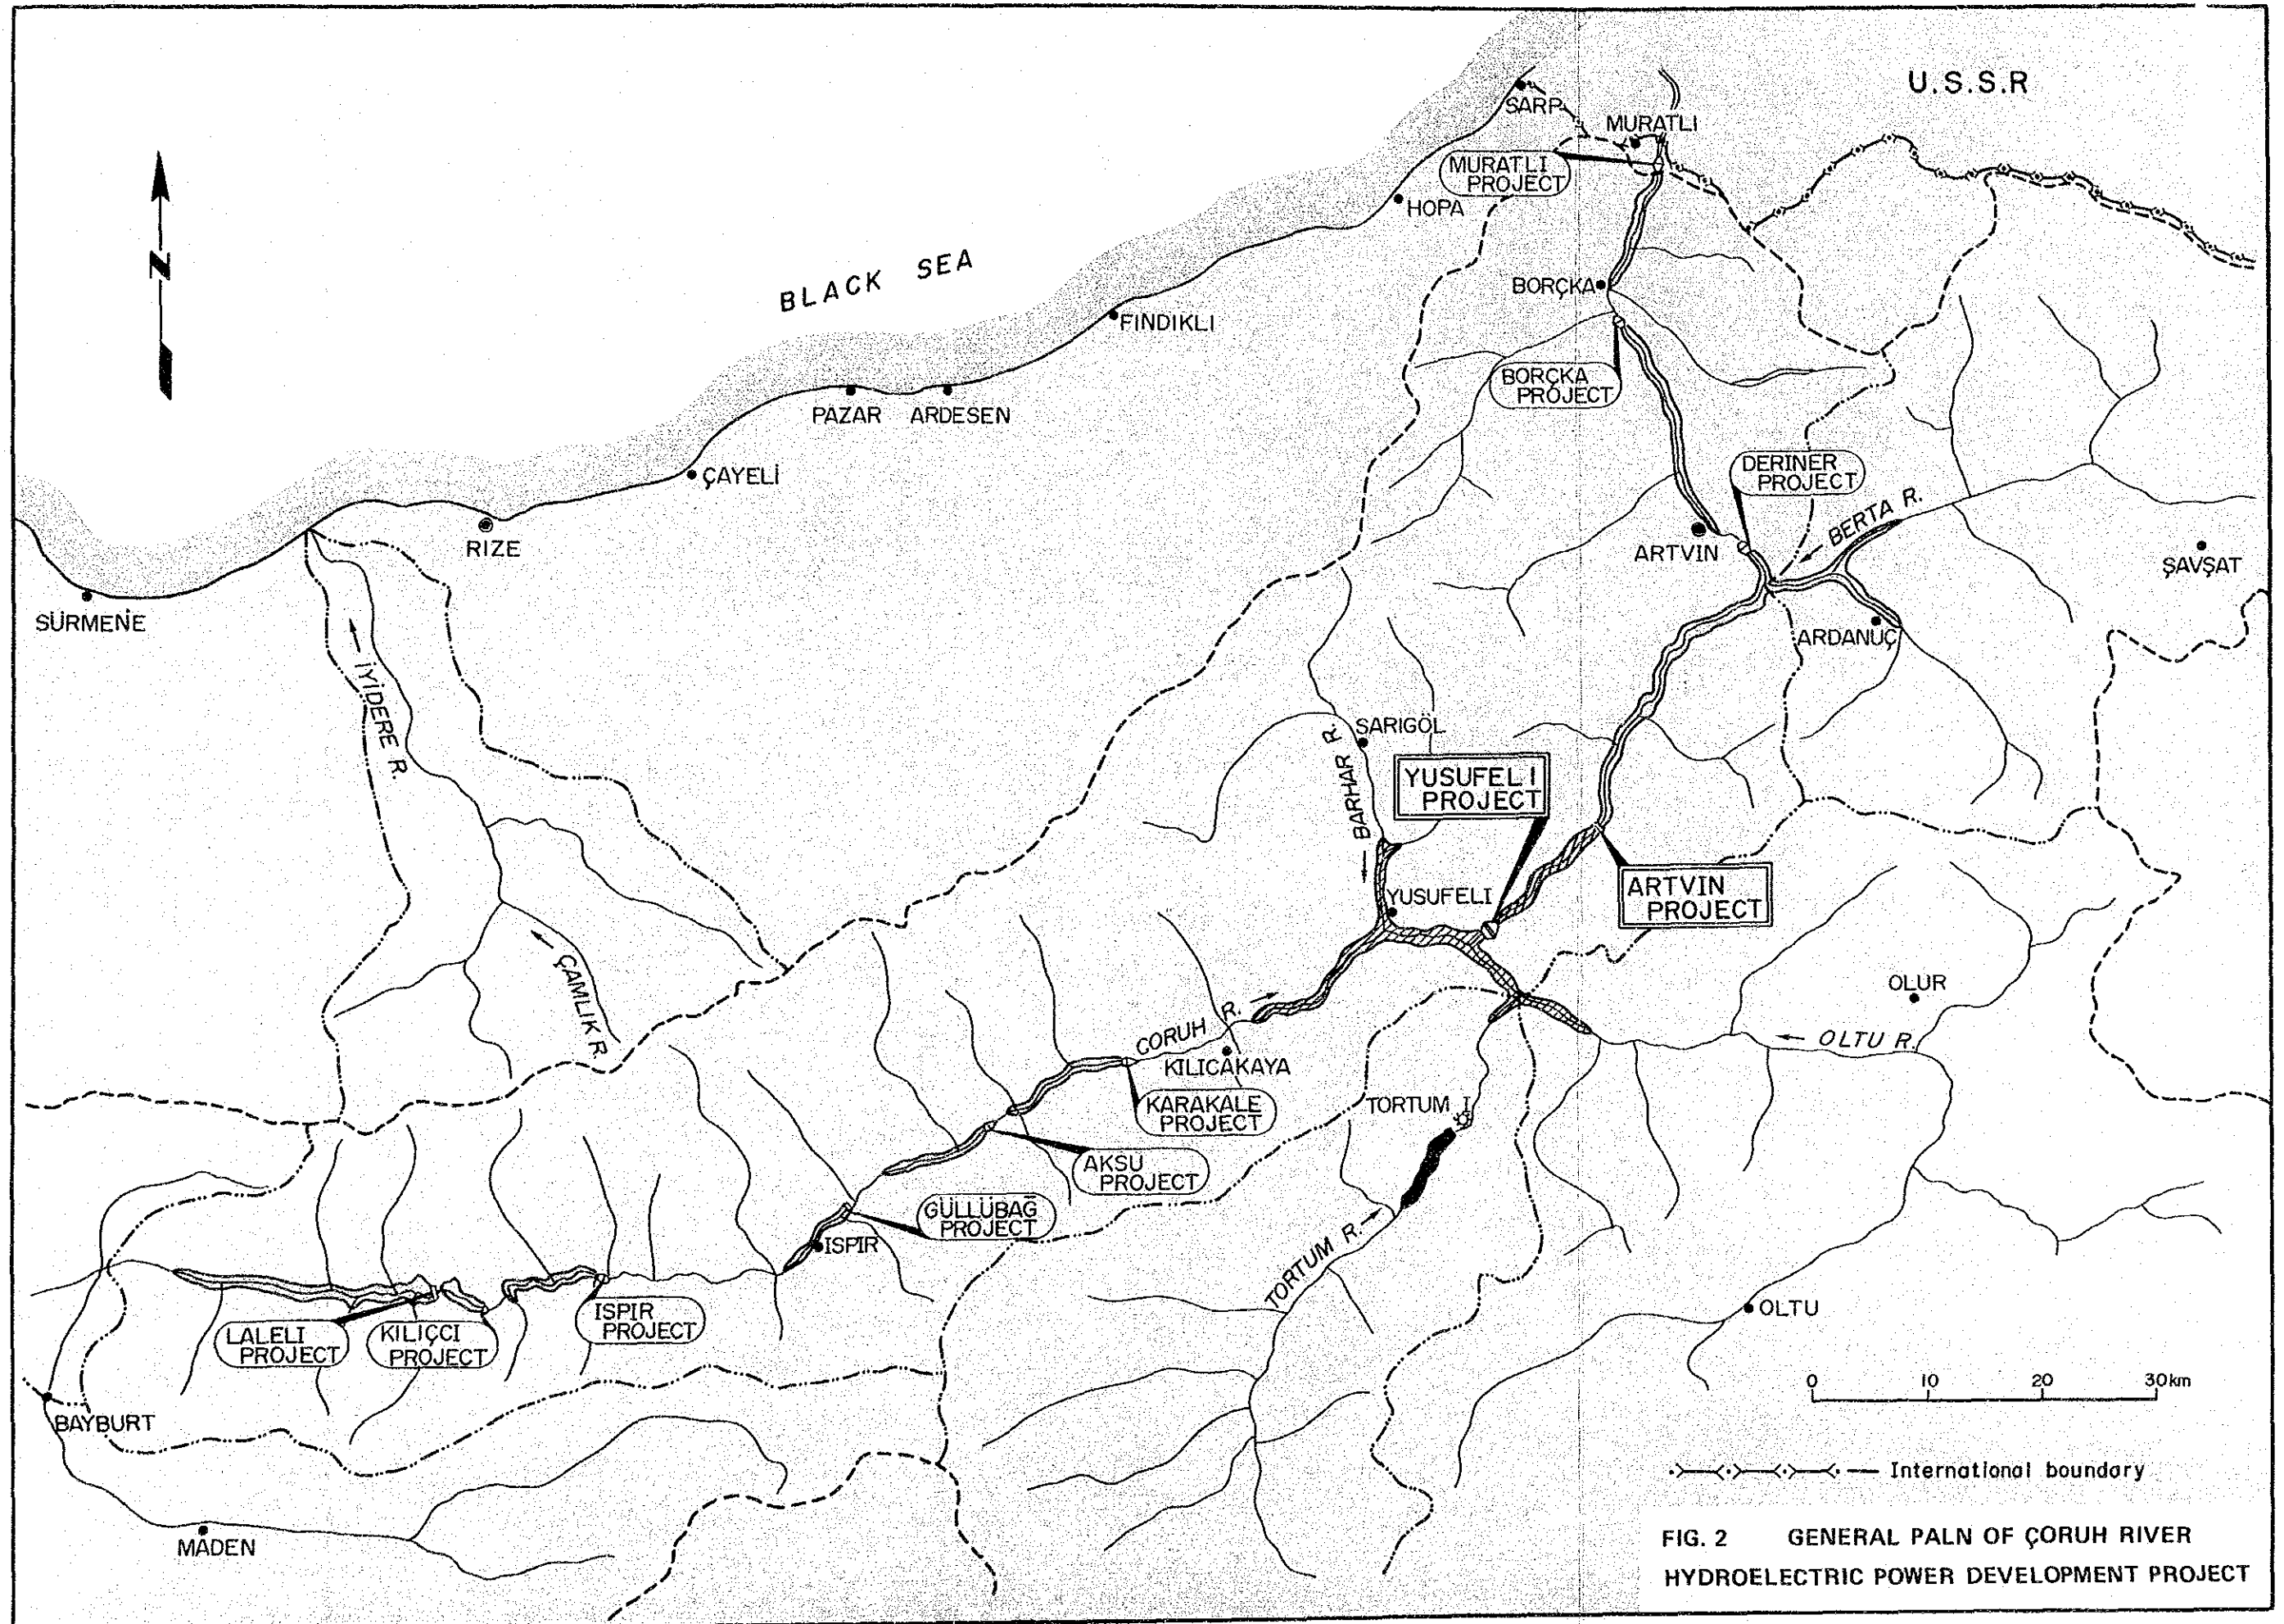 U.S.S.R
SARP
MURATLI
MURATLI
PROJECT
HOPA
N
BLACK SEA
BORÇKA
FINDIKLI
BORÇKA
PROJECT
PAZAR
ARDESEN
ÇAYELİ
DERINER
PROJECT
BERTA R.
RIZE
ARTVIN
ŞAVŞAT
SÜRMENE
ARDANUÇ
İYİDERE R.
SARIGÖL
BARHAR R.
YUSUFELI
PROJECT
ARTVIN
PROJECT
YUSUFELI
ÇAMLIK R.
OLUR
CORUH R.
OLTU R.
KILICAKAYA
KARAKALE
PROJECT
TORTUM I
AKSU
PROJECT
GÜLLÜBAĞ
PROJECT
ISPIR
TORTUM R.
ISPIR
PROJECT
OLTU
LALELI
PROJECT
KILIÇCI
PROJECT
0 10 20 30km
BAYBURT
International boundary
MADEN
FIG. 2 GENERAL PALN OF ÇORUH RIVER
HYDROELECTRIC POWER DEVELOPMENT PROJECT